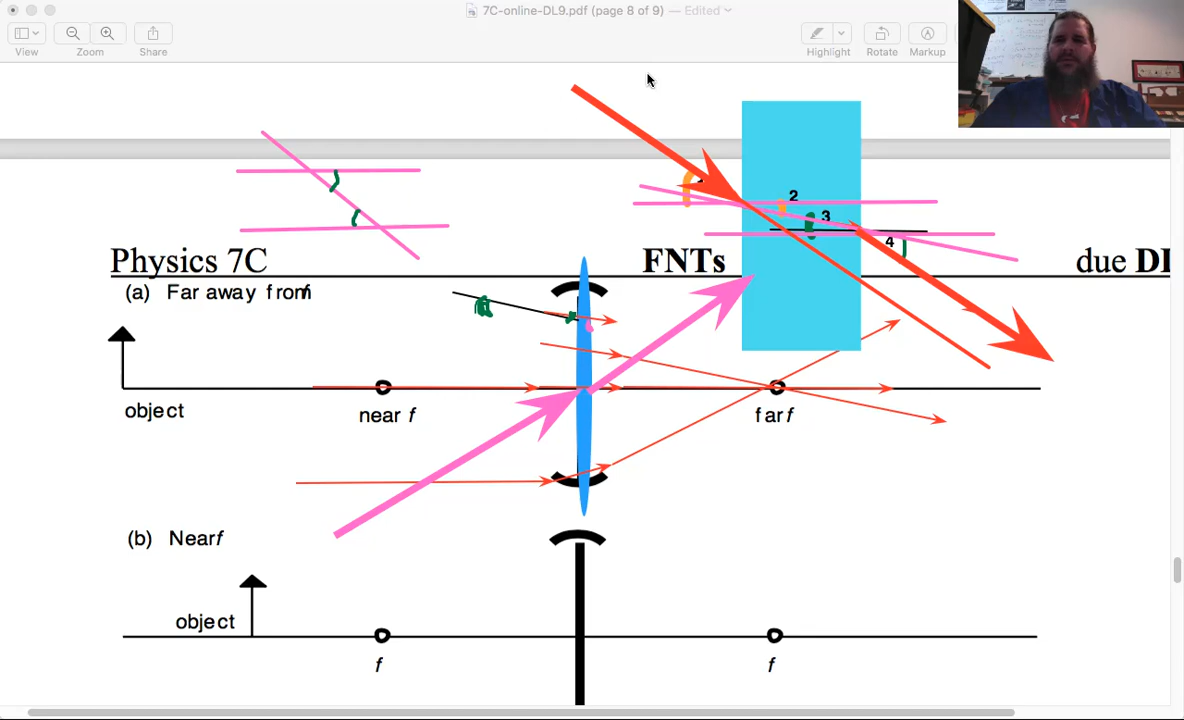 7C-online-DL9.pdf (page 8 of 9) — Edited
View
Zoom
Share
Highlight
Rotate
Markup
2
3
4
Physics 7C
FNTs
due DL
(a) Far away from f
object
near f
far f
(b) Near f
object
f
f